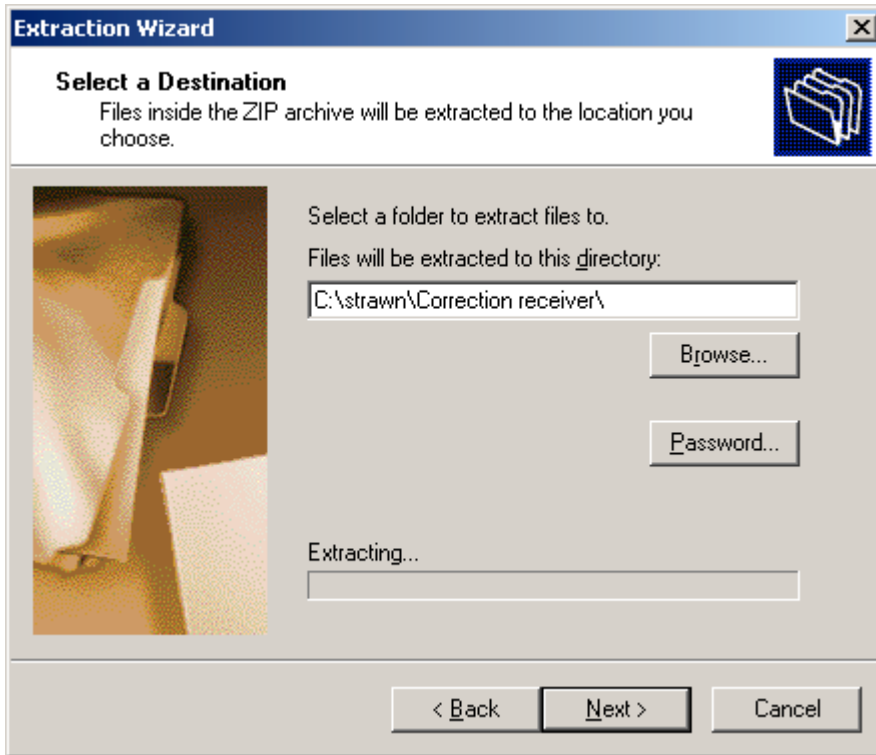 Extraction Wizard
Select a Destination
Files inside the ZIP archive will be extracted to the location you
choose.
Select a folder to extract files to.
Files will be extracted to this directory:
C:\strawn\Correction receiver\
Browse...
Password...
Extracting...
< Back
Next >
Cancel